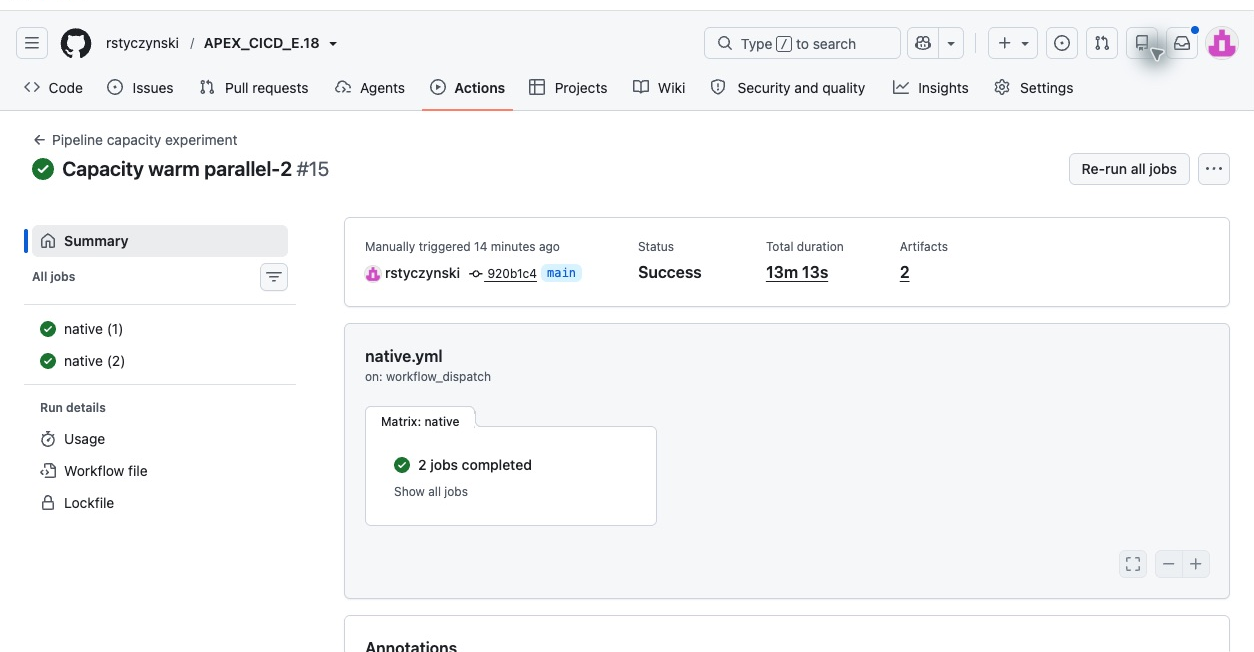 rstyczynski / APEX_CICD_E.18
Type / to search
Code Issues Pull requests Agents Actions Projects Wiki Security and quality Insights Settings
← Pipeline capacity experiment
Capacity warm parallel-2 #15
Re-run all jobs
Summary
All jobs
native (1)
native (2)
Run details
Usage
Workflow file
Lockfile
Manually triggered 14 minutes ago
rstyczynski 920b1c4 main
Status
Success
Total duration
13m 13s
Artifacts
2
native.yml
on: workflow_dispatch
Matrix: native
2 jobs completed
Show all jobs
Annotations